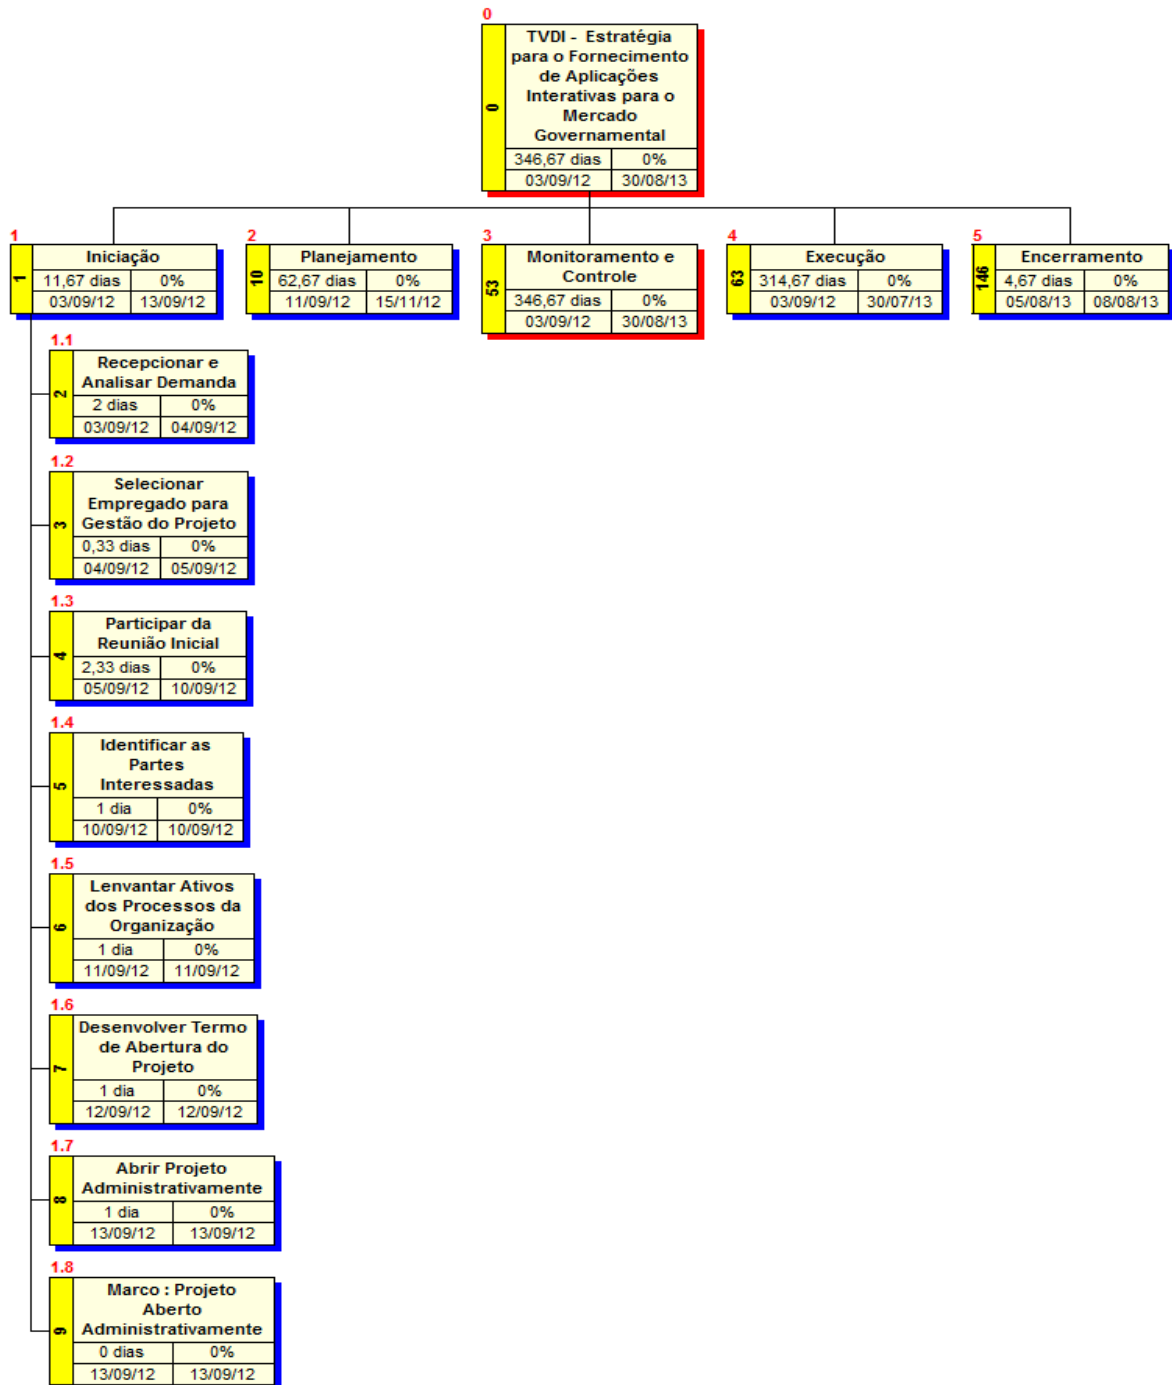 0
TVDI - Estratégia
para o Fornecimento
de Aplicações
Interativas para o
Mercado
Governamental
0
346,67 dias 0%
03/09/12 30/08/13
1
Iniciação
1
11,67 dias 0%
03/09/12 13/09/12
2
Planejamento
10
62,67 dias 0%
11/09/12 15/11/12
3
Monitoramento e
Controle
53
346,67 dias 0%
03/09/12 30/08/13
4
Execução
63
314,67 dias 0%
03/09/12 30/07/13
5
Encerramento
146
4,67 dias 0%
05/08/13 08/08/13
1.1
Recepcionar e
Analisar Demanda
2
2 dias 0%
03/09/12 04/09/12
1.2
Selecionar
Empregado para
Gestão do Projeto
3
0,33 dias 0%
04/09/12 05/09/12
1.3
Participar da
Reunião Inicial
4
2,33 dias 0%
05/09/12 10/09/12
1.4
Identificar as
Partes
Interessadas
5
1 dia 0%
10/09/12 10/09/12
1.5
Lenvantar Ativos
dos Processos da
Organização
6
1 dia 0%
11/09/12 11/09/12
1.6
Desenvolver Termo
de Abertura do
Projeto
7
1 dia 0%
12/09/12 12/09/12
1.7
Abrir Projeto
Administrativamente
8
1 dia 0%
13/09/12 13/09/12
1.8
Marco : Projeto
Aberto
Administrativamente
9
0 dias 0%
13/09/12 13/09/12